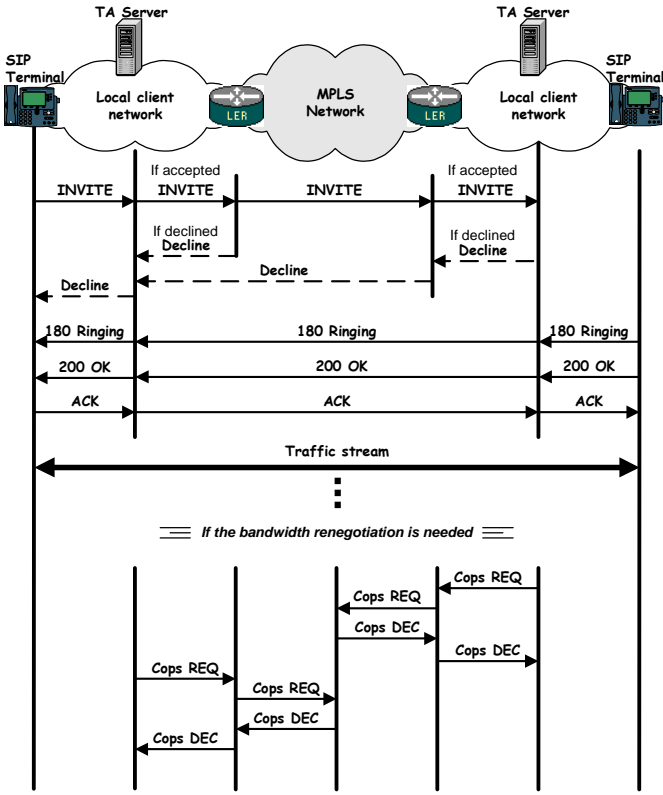 TA Server TA Server
SIP Terminal
SIP Terminal
Local client network
LER
MPLS Network
LER
Local client network
If accepted If accepted
INVITE INVITE INVITE INVITE
If declined If declined
Decline Decline
Decline
Decline
180 Ringing 180 Ringing 180 Ringing
200 OK 200 OK 200 OK
ACK ACK ACK
Traffic stream
If the bandwidth renegotiation is needed
Cops REQ
Cops REQ
Cops DEC
Cops DEC
Cops REQ
Cops REQ
Cops DEC
Cops DEC